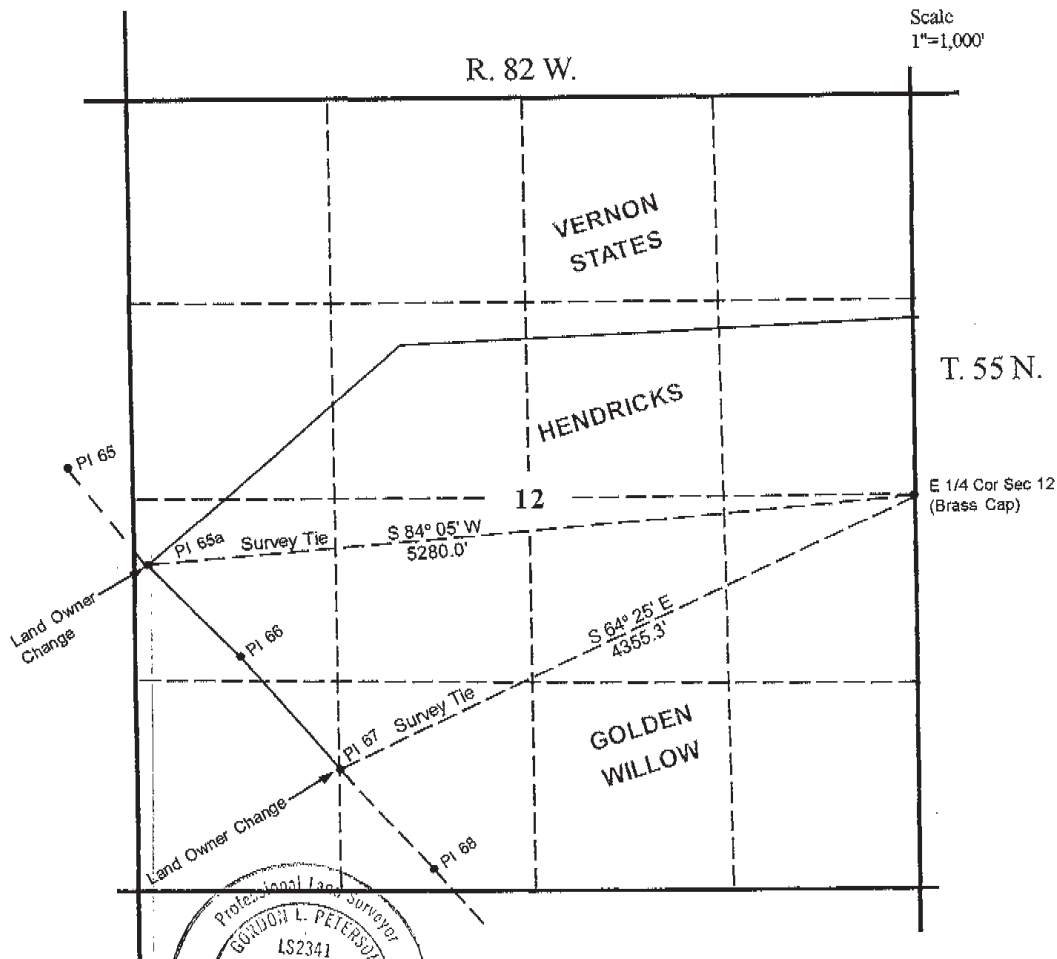 Scale
1"=1,000'
R. 82 W.
VERNON
STATES
T. 55 N.
HENDRICKS
PI 65
12
E 1/4 Cor Sec 12
(Brass Cap)
PI 65a
Survey Tie
S 84° 05' W
5280.0'
Land Owner
Change
PI 66
S 64° 25' E
4355.3'
PI 67
Survey Tie
GOLDEN
WILLOW
Land Owner Change
PI 68
Professional Land Surveyor
GORDON L. PETERSO
LS2341